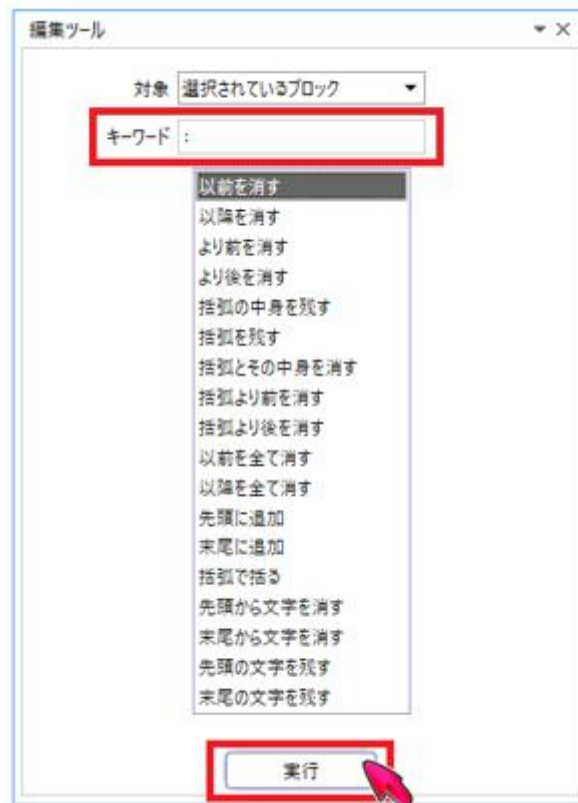 編集ツール
対象 選択されているブロック
キーワード :
以前を消す
以降を消す
より前を消す
より後を消す
括弧の中身を残す
括弧を残す
括弧とその中身を消す
括弧より前を消す
括弧より後を消す
以前を全て消す
以降を全て消す
先頭に追加
末尾に追加
括弧で括る
先頭から文字を消す
末尾から文字を消す
先頭の文字を残す
末尾の文字を残す
実行